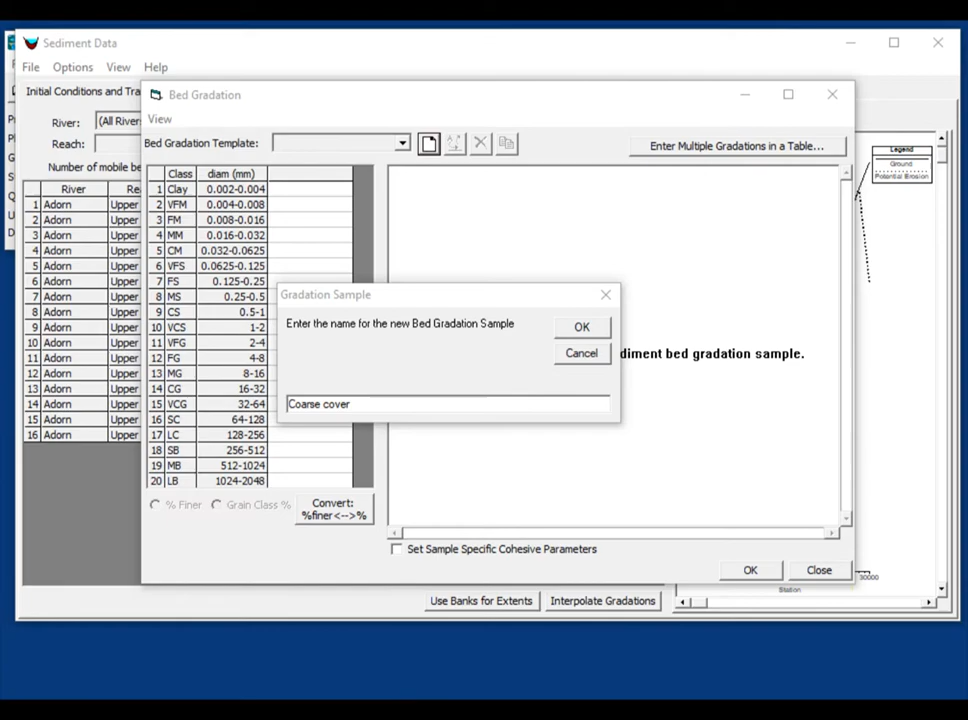 Sediment Data
File Options View Help
Initial Conditions and Tra
River: (All River
Reach:
Number of mobile be
River Rea
1 Adorn Upper
2 Adorn Upper
3 Adorn Upper
4 Adorn Upper
5 Adorn Upper
6 Adorn Upper
7 Adorn Upper
8 Adorn Upper
9 Adorn Upper
10 Adorn Upper
11 Adorn Upper
12 Adorn Upper
13 Adorn Upper
14 Adorn Upper
15 Adorn Upper
16 Adorn Upper
Bed Gradation
View
Bed Gradation Template:
Enter Multiple Gradations in a Table...
Class diam (mm)
1 Clay 0.002-0.004
2 VFM 0.004-0.008
3 FM 0.008-0.016
4 MM 0.016-0.032
5 CM 0.032-0.0625
6 VFS 0.0625-0.125
7 FS 0.125-0.25
8 MS 0.25-0.5
9 CS 0.5-1
10 VCS 1-2
11 VFG 2-4
12 FG 4-8
13 MG 8-16
14 CG 16-32
15 VCG 32-64
16 SC 64-128
17 LC 128-256
18 SB 256-512
19 MB 512-1024
20 LB 1024-2048
% Finer Grain Class %
Convert:
%finer<-->%
Gradation Sample
Enter the name for the new Bed Gradation Sample
OK
Cancel
Coarse cover
diment bed gradation sample.
Set Sample Specific Cohesive Parameters
OK Close
Legend
Ground
Potential Erosion
30000
Station
Use Banks for Extents Interpolate Gradations